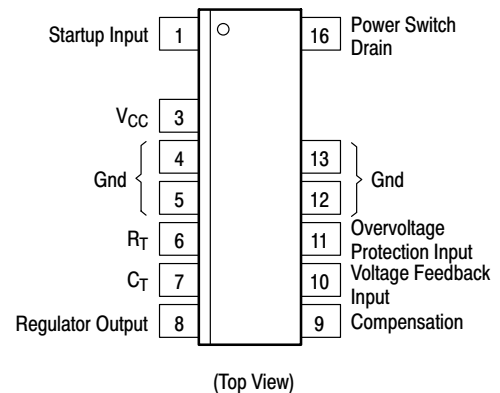 Startup Input 1 16 Power Switch
Drain
VCC 3
4 13
Gnd Gnd
5 12
RT 6 11 Overvoltage
Protection Input
CT 7 10 Voltage Feedback
Input
Regulator Output 8 9 Compensation
(Top View)